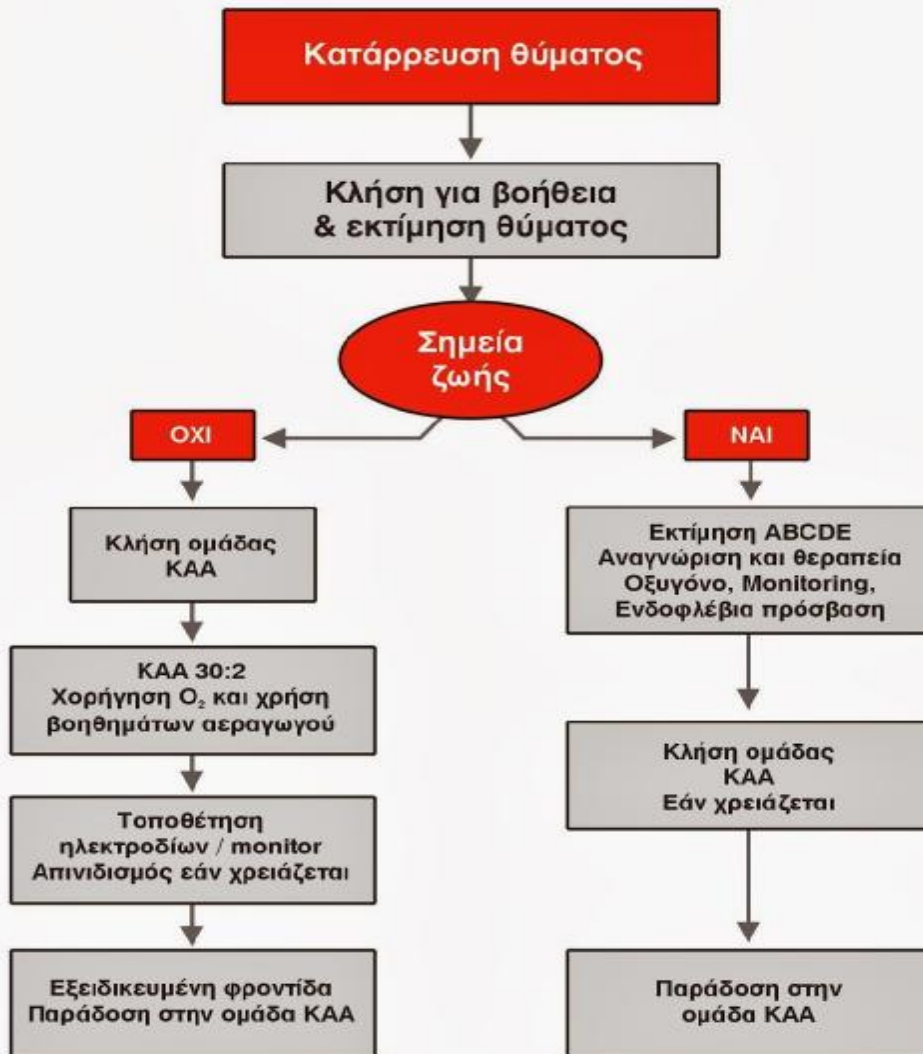 Κατάρρευση θύματος
Κλήση για βοήθεια
& εκτίμηση θύματος
Σημεία
ζωής
ΟΧΙ
ΝΑΙ
Κλήση ομάδας
ΚΑΑ
ΚΑΑ 30:2
Χορήγηση O₂ και χρήση
βοηθημάτων αεραγωγού
Τοποθέτηση
ηλεκτροδίων / monitor
Απινιδισμός εάν χρειάζεται
Εξειδικευμένη φροντίδα
Παράδοση στην ομάδα ΚΑΑ
Εκτίμηση ABCDE
Αναγνώριση και θεραπεία
Οξυγόνο, Monitoring,
Ενδοφλέβια πρόσβαση
Κλήση ομάδας
ΚΑΑ
Εάν χρειάζεται
Παράδοση στην
ομάδα ΚΑΑ